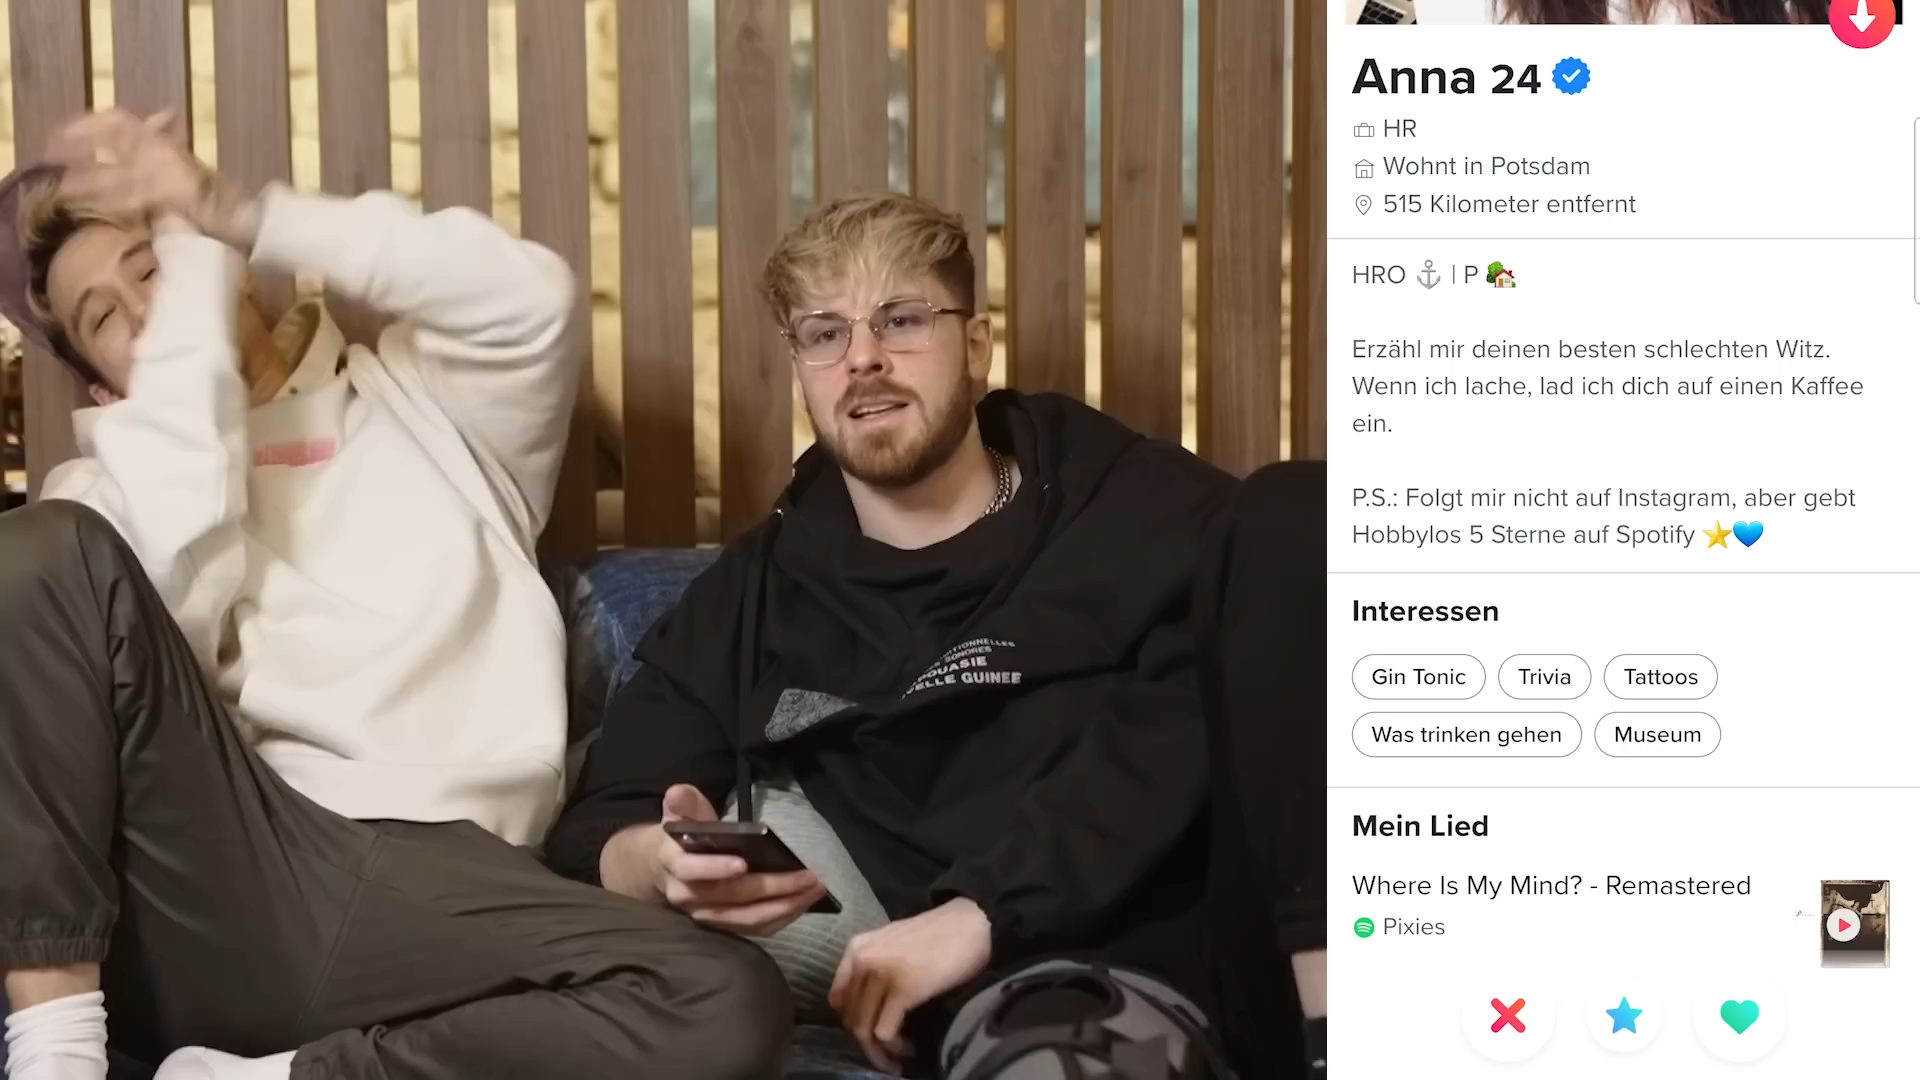 Anna 24
HR
Wohnt in Potsdam
515 Kilometer entfernt
HRO ⚓ | P 🏡
Erzähl mir deinen besten schlechten Witz.
Wenn ich lache, lad ich dich auf einen Kaffee
ein.
P.S.: Folgt mir nicht auf Instagram, aber gebt
Hobbylos 5 Sterne auf Spotify ⭐💙
Interessen
Gin Tonic
Trivia
Tattoos
Was trinken gehen
Museum
Mein Lied
Where Is My Mind? - Remastered
Pixies
SONORES
GUINEE